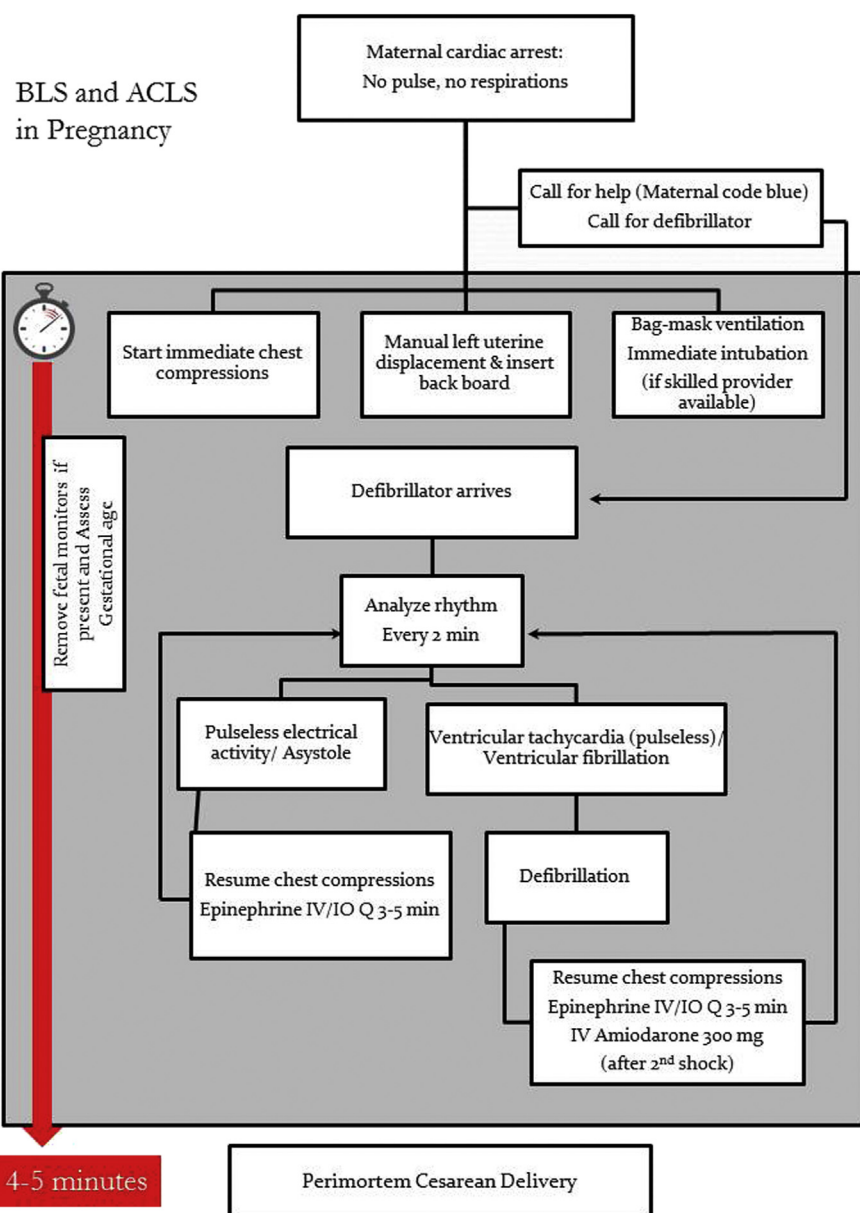 BLS and ACLS
in Pregnancy
Maternal cardiac arrest:
No pulse, no respirations
Call for help (Maternal code blue)
Call for defibrillator
Start immediate chest
compressions
Manual left uterine
displacement & insert
back board
Bag-mask ventilation
Immediate intubation
(if skilled provider
available)
Remove fetal monitors if
present and Assess
Gestational age
Defibrillator arrives
Analyze rhythm
Every 2 min
Pulseless electrical
activity/ Asystole
Ventricular tachycardia (pulseless)/
Ventricular fibrillation
Resume chest compressions
Epinephrine IV/IO Q 3-5 min
Defibrillation
Resume chest compressions
Epinephrine IV/IO Q 3-5 min
IV Amiodarone 300 mg
(after 2nd shock)
4-5 minutes
Perimortem Cesarean Delivery